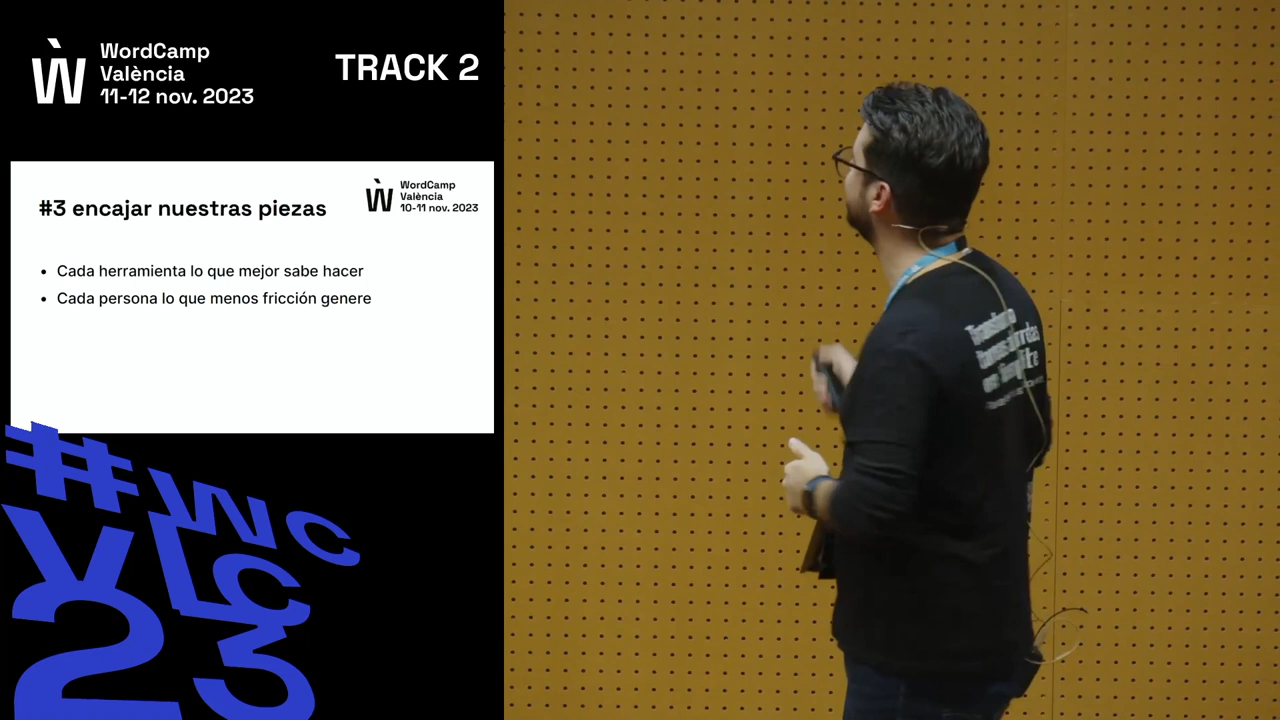 WordCamp
València
11-12 nov. 2023
TRACK 2
#3 encajar nuestras piezas
WordCamp
València
10-11 nov. 2023
• Cada herramienta lo que mejor sabe hacer
• Cada persona lo que menos fricción genere
#WC
VLC
23